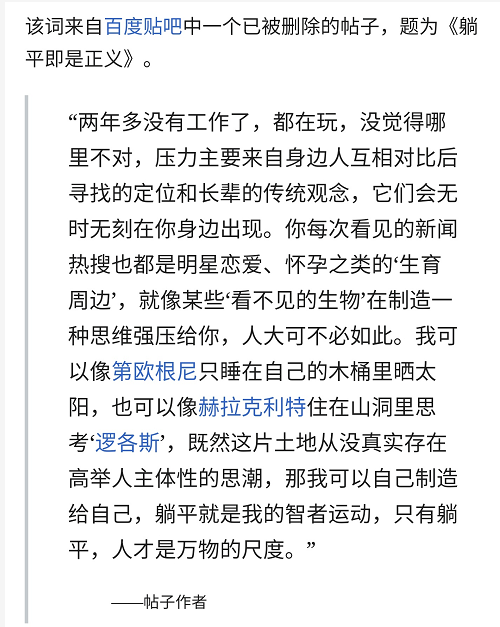 该词来自百度贴吧中一个已被删除的帖子，题为《躺
平即是正义》。
“两年多没有工作了，都在玩，没觉得哪
里不对，压力主要来自身边人互相对比后
寻找的定位和长辈的传统观念，它们会无
时无刻在你身边出现。你每次看见的新闻
热搜也都是明星恋爱、怀孕之类的‘生育
周边’，就像某些‘看不见的生物’在制造一
种思维强压给你，人大可不必如此。我可
以像第欧根尼只睡在自己的木桶里晒太
阳，也可以像赫拉克利特住在山洞里思
考‘逻各斯’，既然这片土地从没真实存在
高举人主体性的思潮，那我可以自己制造
给自己，躺平就是我的智者运动，只有躺
平，人才是万物的尺度。”
——帖子作者